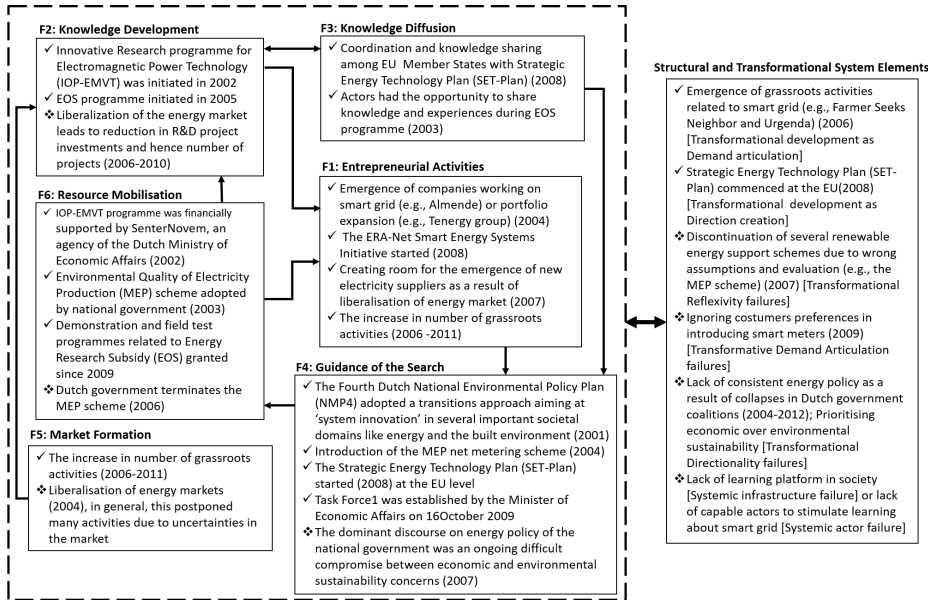 F2: Knowledge Development
✓ Innovative Research programme for
Electromagnetic Power Technology
(IOP-EMVT) was initiated in 2002
✓ EOS programme initiated in 2005
❖ Liberalization of the energy market
leads to reduction in R&D project
investments and hence number of
projects (2006-2010)
F3: Knowledge Diffusion
✓ Coordination and knowledge sharing
among EU Member States with Strategic
Energy Technology Plan (SET-Plan) (2008)
✓ Actors had the opportunity to share
knowledge and experiences during EOS
programme (2003)
F1: Entrepreneurial Activities
✓ Emergence of companies working on
smart grid (e.g., Almende) or portfolio
expansion (e.g., Tenergy group) (2004)
✓ The ERA-Net Smart Energy Systems
Initiative started (2008)
✓ Creating room for the emergence of new
electricity suppliers as a result of
liberalisation of energy market (2007)
✓ The increase in number of grassroots
activities (2006 -2011)
F6: Resource Mobilisation
✓ IOP-EMVT programme was financially
supported by SenterNovem, an
agency of the Dutch Ministry of
Economic Affairs (2002)
✓ Environmental Quality of Electricity
Production (MEP) scheme adopted
by national government (2003)
✓ Demonstration and field test
programmes related to Energy
Research Subsidy (EOS) granted
since 2009
❖ Dutch government terminates the
MEP scheme (2006)
F4: Guidance of the Search
✓ The Fourth Dutch National Environmental Policy Plan
(NMP4) adopted a transitions approach aiming at
‘system innovation’ in several important societal
domains like energy and the built environment (2001)
✓ Introduction of the MEP net metering scheme (2004)
✓ The Strategic Energy Technology Plan (SET-Plan)
started (2008) at the EU level
✓ Task Force1 was established by the Minister of
Economic Affairs on 16October 2009
❖ The dominant discourse on energy policy of the
national government was an ongoing difficult
compromise between economic and environmental
sustainability concerns (2007)
F5: Market Formation
✓ The increase in number of grassroots
activities (2006-2011)
❖ Liberalisation of energy markets
(2004), in general, this postponed
many activities due to uncertainties in
the market
Structural and Transformational System Elements
✓ Emergence of grassroots activities
related to smart grid (e.g., Farmer Seeks
Neighbor and Urgenda) (2006)
[Transformational development as
Demand articulation]
✓ Strategic Energy Technology Plan (SET-
Plan) commenced at the EU(2008)
[Transformational development as
Direction creation]
❖ Discontinuation of several renewable
energy support schemes due to wrong
assumptions and evaluation (e.g., the
MEP scheme) (2007) [Transformational
Reflexivity failures]
❖ Ignoring costumers preferences in
introducing smart meters (2009)
[Transformative Demand Articulation
failures]
❖ Lack of consistent energy policy as a
result of collapses in Dutch government
coalitions (2004-2012); Prioritising
economic over environmental
sustainability [Transformational
Directionality failures]
❖ Lack of learning platform in society
[Systemic infrastructure failure] or lack
of capable actors to stimulate learning
about smart grid [Systemic actor failure]